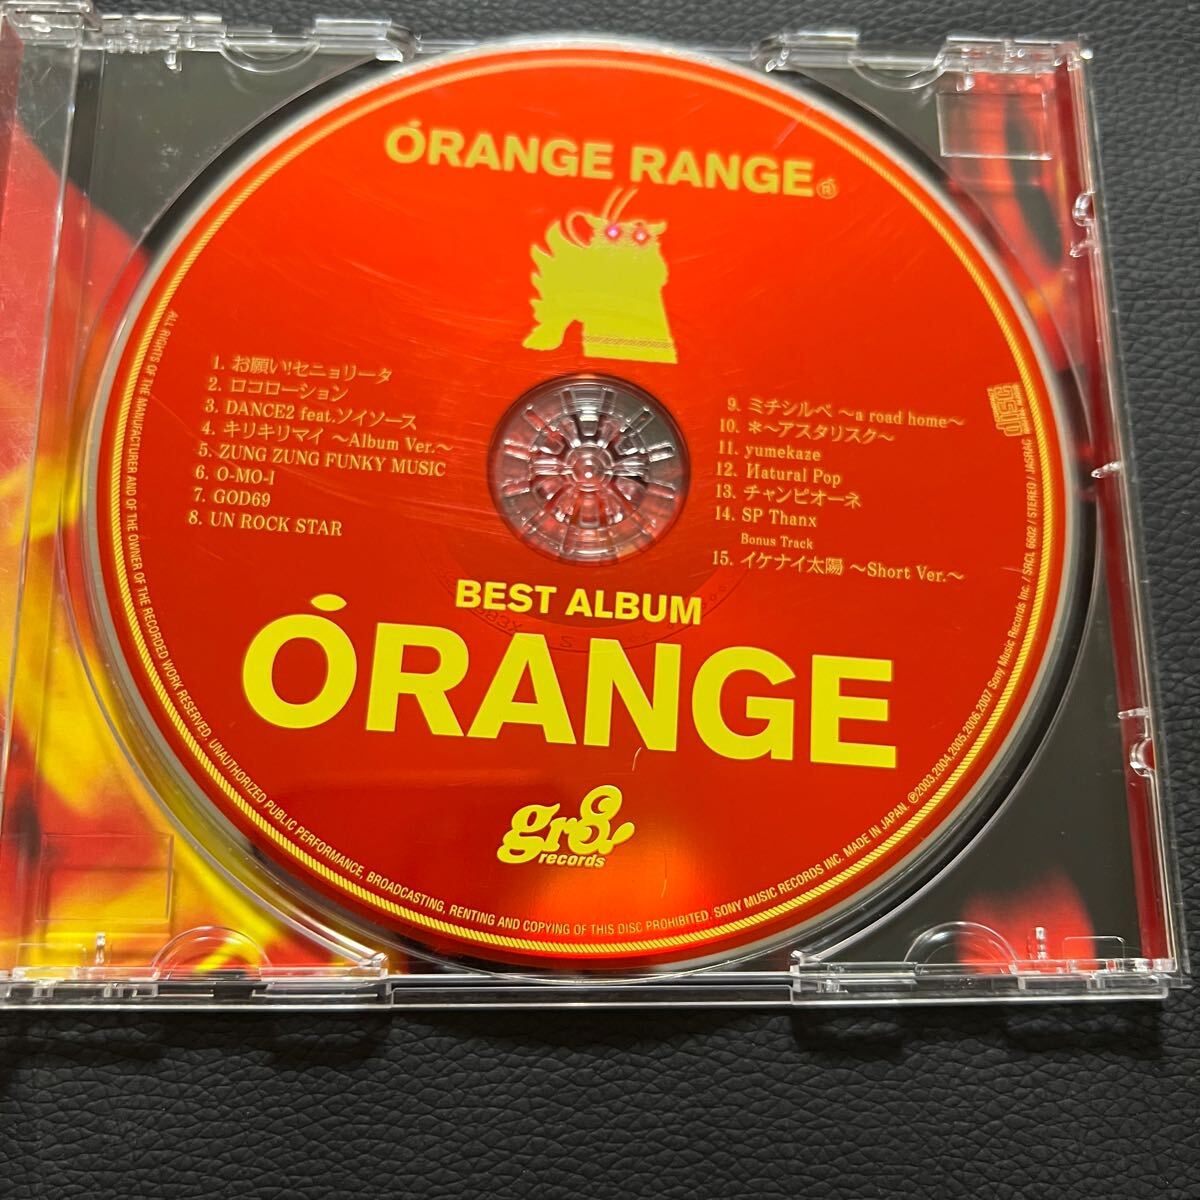 ORANGE RANGE®
1. お願い!セニョリータ
2. ロコローション
3. DANCE2 feat.ソイソース
4. キリキリマイ ～Album Ver.～
5. ZUNG ZUNG FUNKY MUSIC
6. O-MO-I
7. GOD69
8. UN ROCK STAR
9. ミチシルベ ～a road home～
10. ＊～アスタリスク～
11. yumekaze
12. Иatural Pop
13. チャンピオーネ
14. SP Thanx
Bonus Track
15. イケナイ太陽 ～Short Ver.～
BEST ALBUM
ORANGE
gr8!
records
ALL RIGHTS OF THE MANUFACTURER AND OF THE OWNER OF THE RECORDED WORK RESERVED. UNAUTHORIZED PUBLIC PERFORMANCE, BROADCASTING, RENTING AND COPYING OF THIS DISC PROHIBITED. SONY MUSIC RECORDS INC. MADE IN JAPAN. ℗2003,2004,2005,2006,2007 Sony Music Records Inc. / SRCL 6602 / STEREO / JASRAC